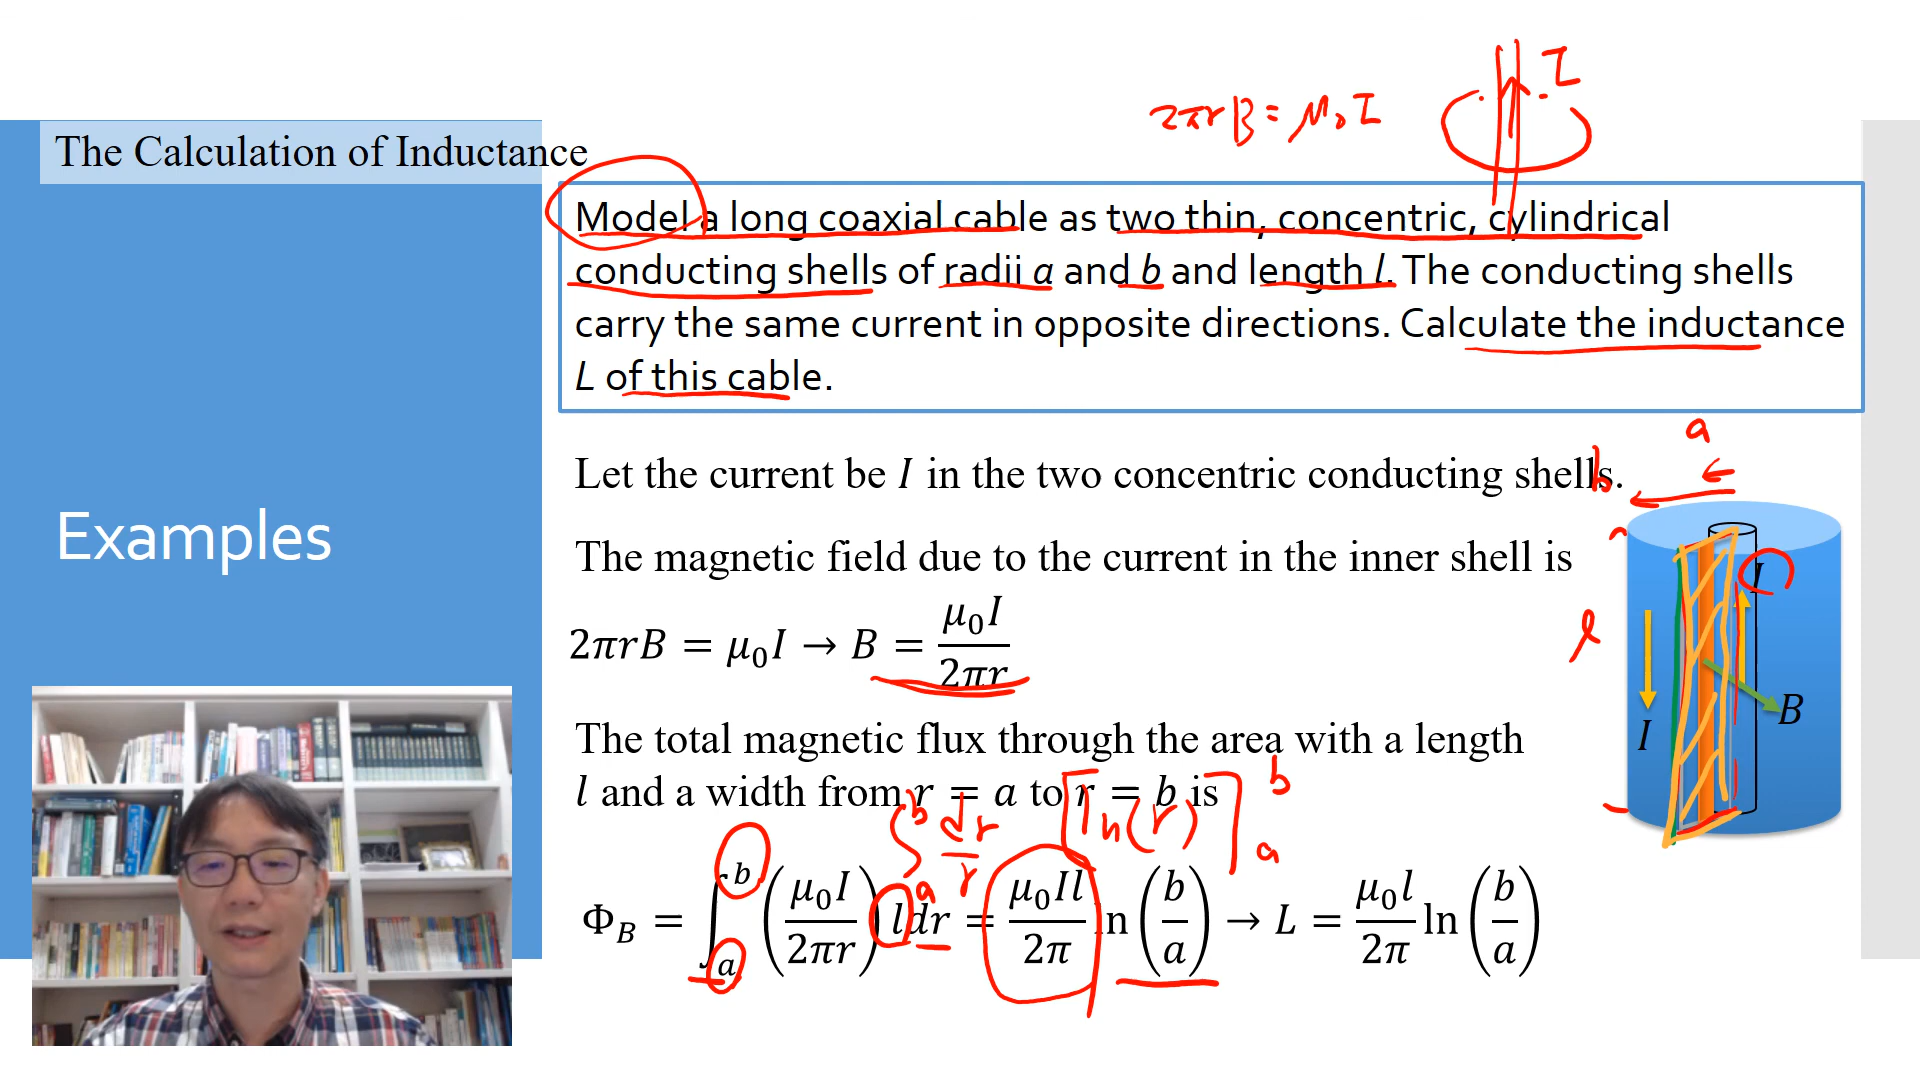 2πrB = μ₀I
I
The Calculation of Inductance
Model a long coaxial cable as two thin, concentric, cylindrical
conducting shells of radii a and b and length l. The conducting shells
carry the same current in opposite directions. Calculate the inductance
L of this cable.
Examples
Let the current be I in the two concentric conducting shells.
The magnetic field due to the current in the inner shell is
2πrB = μ₀I → B = μ₀I/2πr
The total magnetic flux through the area with a length
l and a width from r = a to r = b is
∫_a^b dr/r
[ln(r)]_a^b
Φ_B = ∫_a^b (μ₀I/2πr) ldr = μ₀Il/2π ln(b/a) → L = μ₀l/2π ln(b/a)
a
b
l
I
I
B